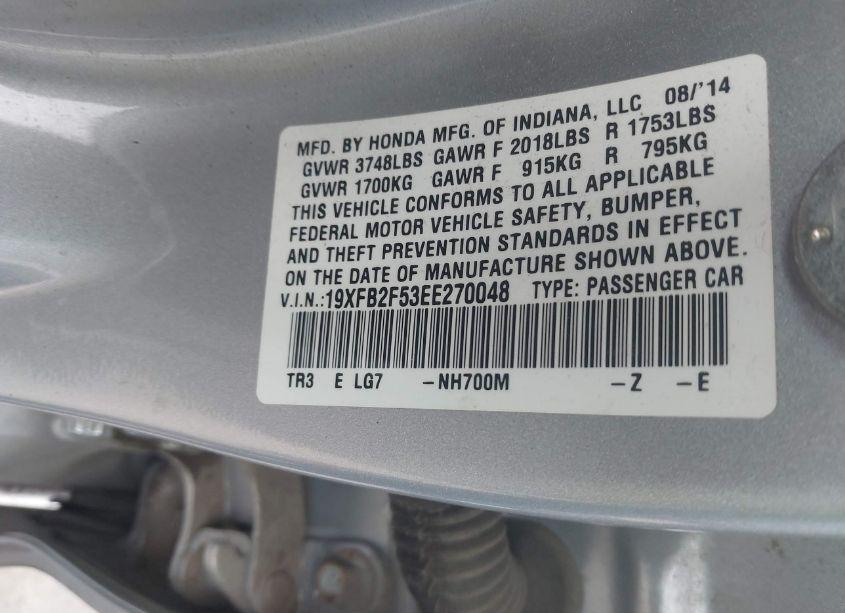 MFD. BY HONDA MFG. OF INDIANA, LLC 08/'14
GVWR 3748LBS GAWR F 2018LBS R 1753LBS
GVWR 1700KG GAWR F 915KG R 795KG
THIS VEHICLE CONFORMS TO ALL APPLICABLE
FEDERAL MOTOR VEHICLE SAFETY, BUMPER,
AND THEFT PREVENTION STANDARDS IN EFFECT
ON THE DATE OF MANUFACTURE SHOWN ABOVE.
V.I.N.:19XFB2F53EE270048 TYPE: PASSENGER CAR
TR3 E LG7 -NH700M -Z -E